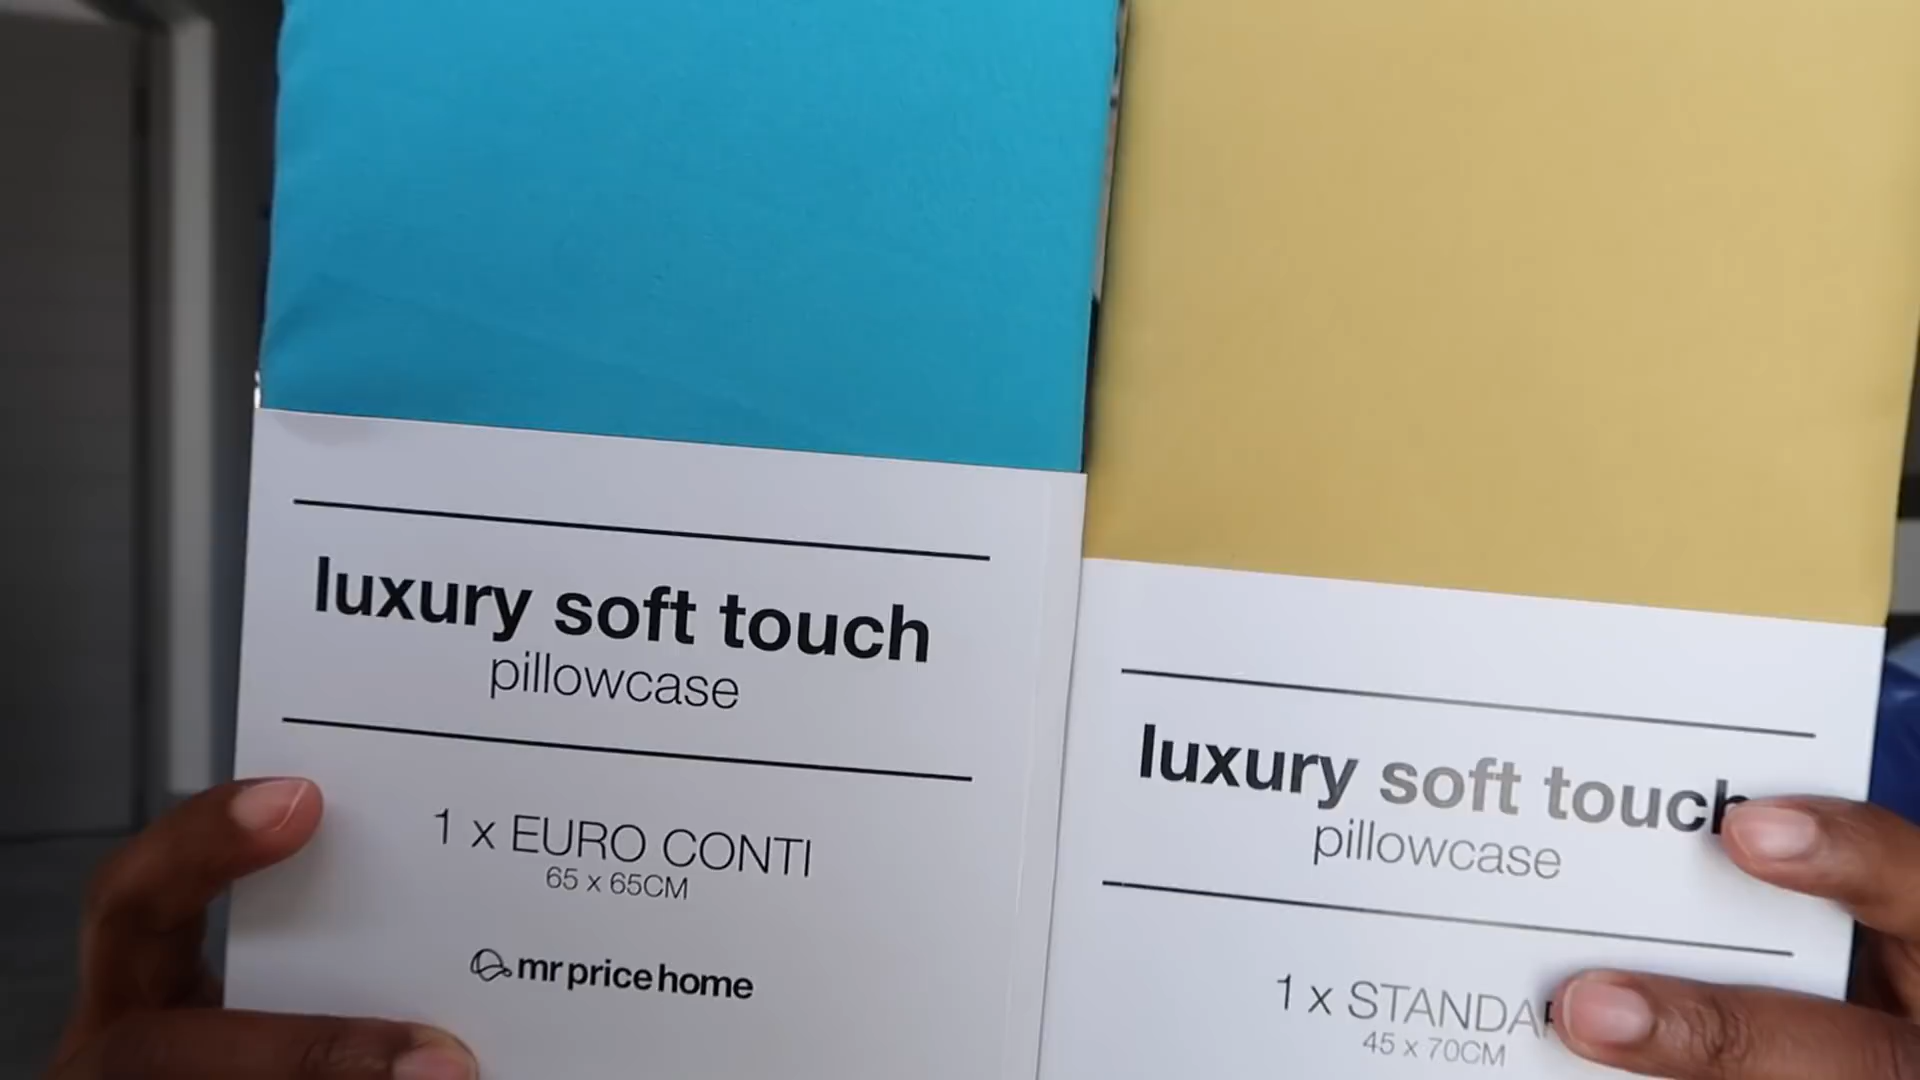 luxury soft touch
pillowcase
1 x EURO CONTI
65 x 65CM
mr price home
luxury soft touch
pillowcase
1 x STANDAR
45 x 70CM